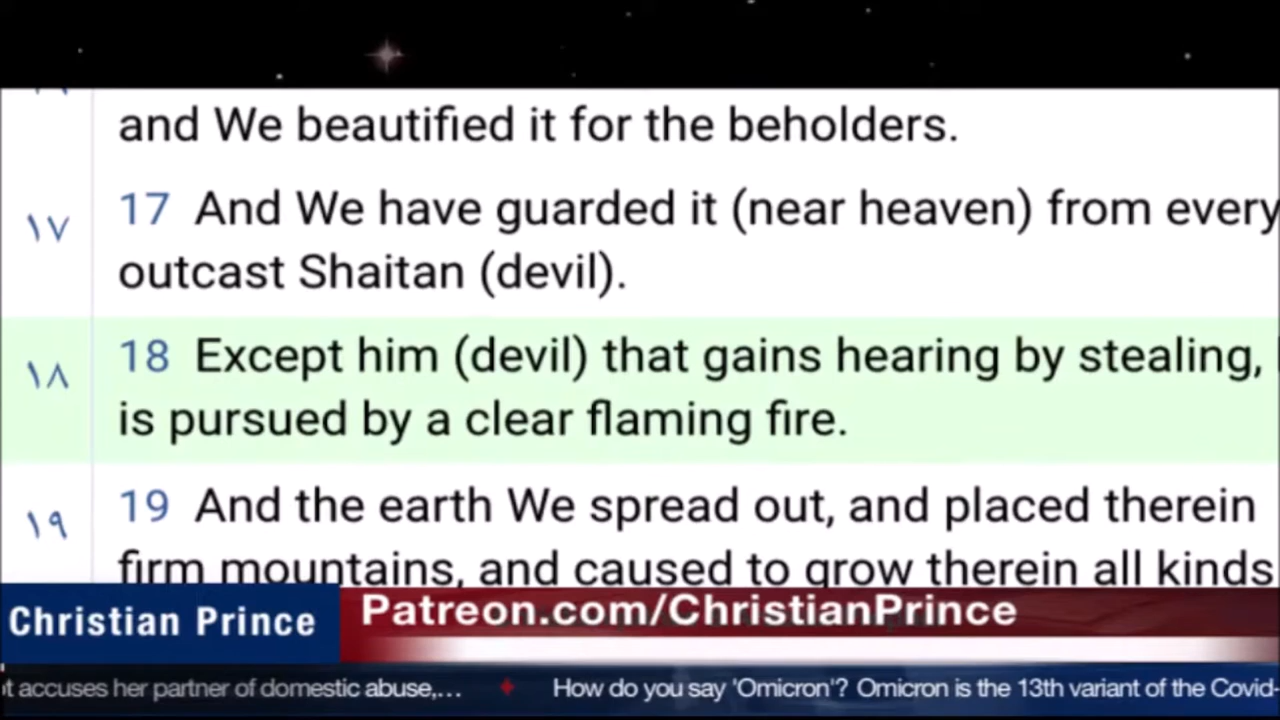 and We beautified it for the beholders.
١٧ 17 And We have guarded it (near heaven) from every
outcast Shaitan (devil).
١٨ 18 Except him (devil) that gains hearing by stealing,
is pursued by a clear flaming fire.
١٩ 19 And the earth We spread out, and placed therein
firm mountains, and caused to grow therein all kinds
Christian Prince
Patreon.com/ChristianPrince
accuses her partner of domestic abuse,... How do you say 'Omicron'? Omicron is the 13th variant of the Covid-